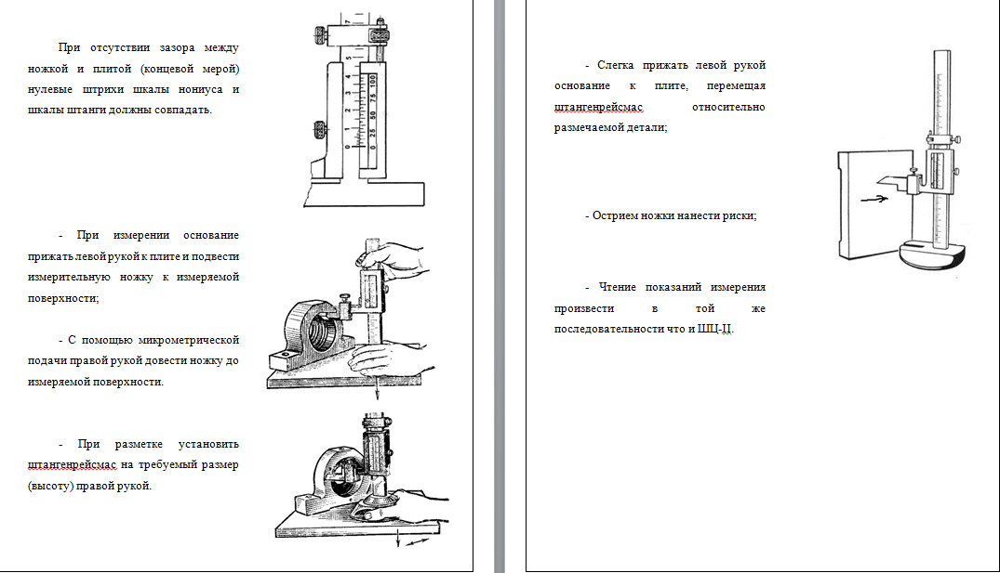 При отсутствии зазора между
ножкой и плитой (концевой мерой)
нулевые штрихи шкалы нониуса и
шкалы штанги должны совпадать.
7
5
4
3
2
1
0
100
75
50
25
0
- При измерении основание
прижать левой рукой к плите и подвести
измерительную ножку к измеряемой
поверхности;
- С помощью микрометрической
подачи правой рукой довести ножку до
измеряемой поверхности.
- При разметке установить
штангенрейсмас на требуемый размер
(высоту) правой рукой.
- Слегка прижать левой рукой
основание к плите, перемещая
штангенрейсмас относительно
размечаемой детали;
- Острием ножки нанести риски;
- Чтение показаний измерения
произвести в той же
последовательности что и ШЦ-II.